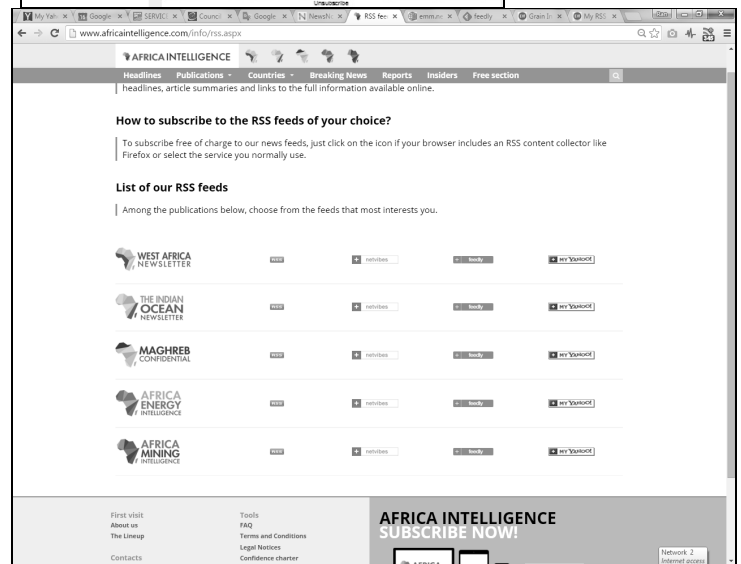 Unsubscribe
My Yah
Google
SERVICI
Counci
Google
NewsNo
RSS fee
emmune
feedly
Grain In
My RSS
www.africaintelligence.com/info/rss.aspx
AFRICA INTELLIGENCE
Headlines Publications Countries Breaking News Reports Insiders Free section
headlines, article summaries and links to the full information available online.
How to subscribe to the RSS feeds of your choice?
To subscribe free of charge to our news feeds, just click on the icon if your browser includes an RSS content collector like
Firefox or select the service you normally use.
List of our RSS feeds
Among the publications below, choose from the feeds that most interests you.
WEST AFRICA
NEWSLETTER
netvibes feedly MY YAHOO!
THE INDIAN
OCEAN
NEWSLETTER
netvibes feedly MY YAHOO!
MAGHREB
CONFIDENTIAL
netvibes feedly MY YAHOO!
AFRICA
ENERGY
INTELLIGENCE
netvibes feedly MY YAHOO!
AFRICA
MINING
INTELLIGENCE
netvibes feedly MY YAHOO!
First visit
About us
The Lineup
Contacts
Tools
FAQ
Terms and Conditions
Legal Notices
Confidence charter
AFRICA INTELLIGENCE
SUBSCRIBE NOW!
AFRICA
Network 2
Internet access